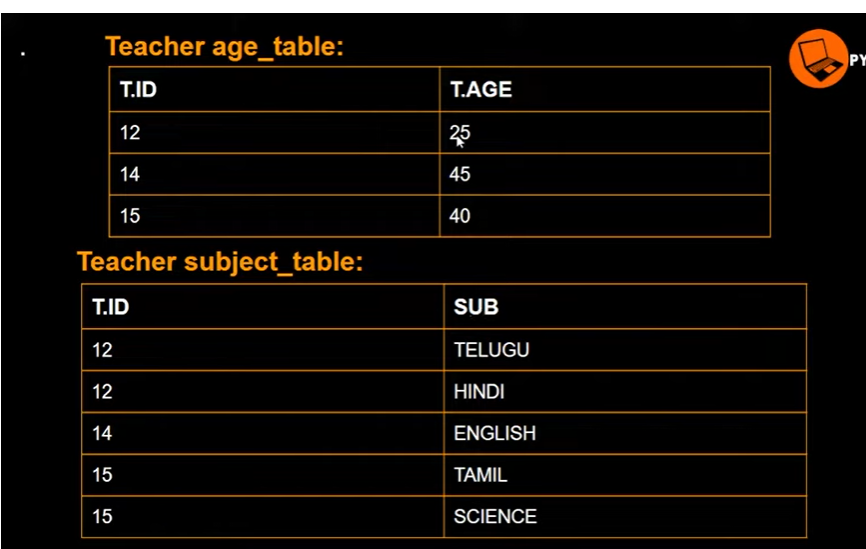 Teacher age_table:
PY
T.ID T.AGE
12 25
14 45
15 40
Teacher subject_table:
T.ID SUB
12 TELUGU
12 HINDI
14 ENGLISH
15 TAMIL
15 SCIENCE